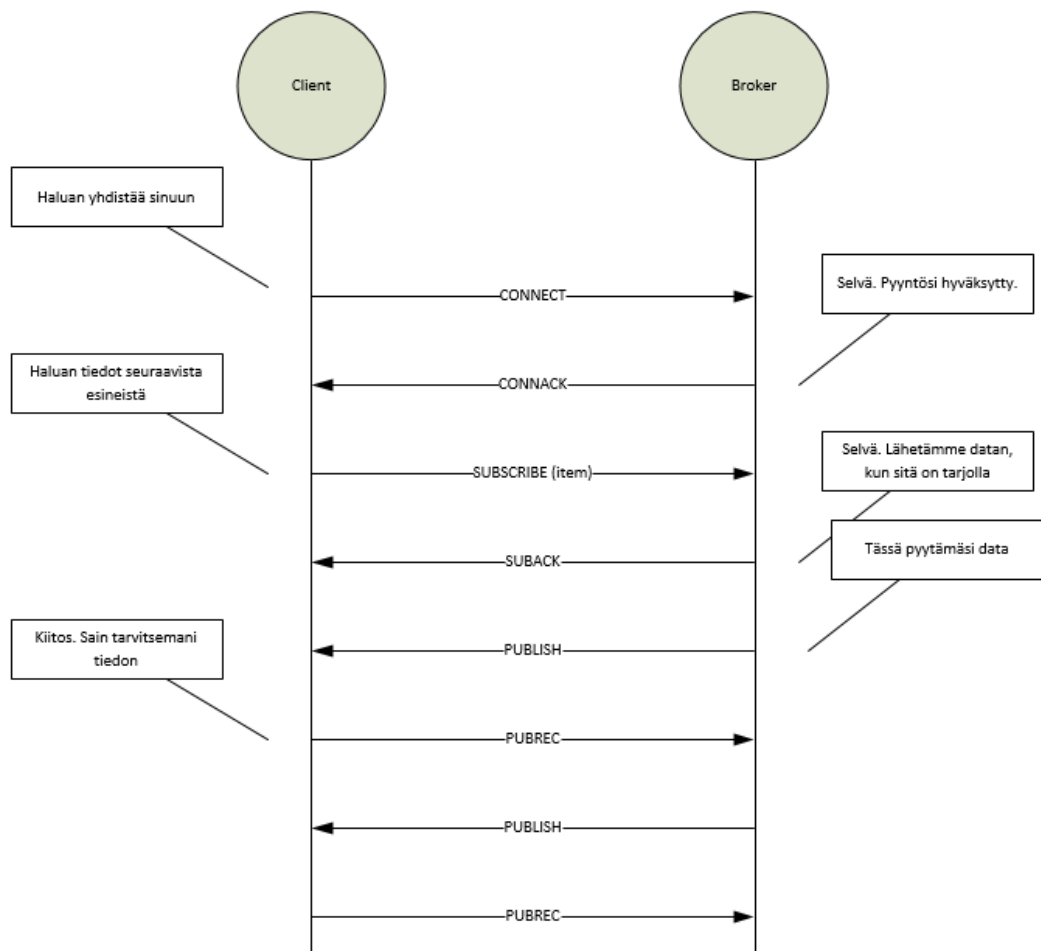 Client
Broker
Haluan yhdistää sinuun
CONNECT
Selvä. Pyyntösi hyväksytty.
Haluan tiedot seuraavista
esineistä
CONNACK
SUBSCRIBE (item)
Selvä. Lähetämme datan,
kun sitä on tarjolla
SUBACK
Tässä pyytämäsi data
Kiitos. Sain tarvitsemani
tiedon
PUBLISH
PUBREC
PUBLISH
PUBREC